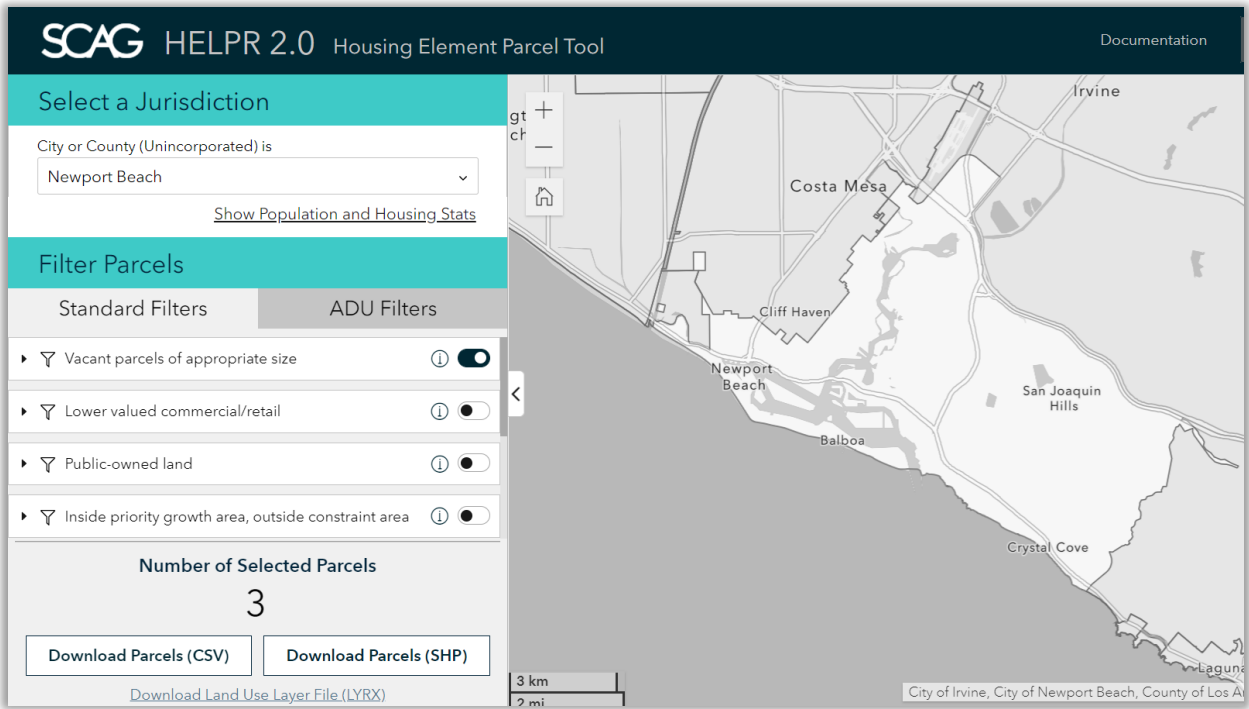 SCAG HELPR 2.0 Housing Element Parcel Tool
Documentation
Select a Jurisdiction
City or County (Unincorporated) is
Newport Beach
Show Population and Housing Stats
Filter Parcels
Standard Filters
ADU Filters
Vacant parcels of appropriate size
Lower valued commercial/retail
Public-owned land
Inside priority growth area, outside constraint area
Number of Selected Parcels
3
Download Parcels (CSV)
Download Parcels (SHP)
Download Land Use Layer File (LYRX)
Irvine
Costa Mesa
Cliff Haven
Newport
Beach
San Joaquin
Hills
Balboa
Crystal Cove
Laguna
3 km
2 mi
City of Irvine, City of Newport Beach, County of Los A